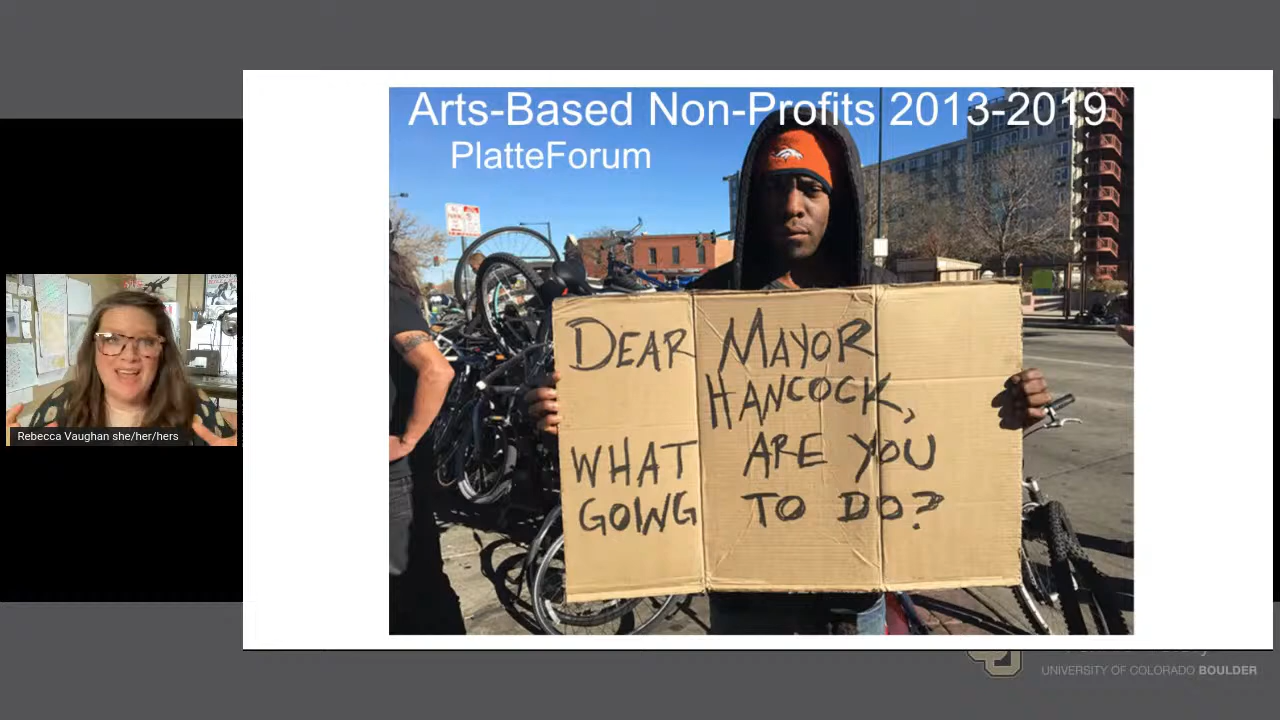 Arts-Based Non-Profits 2013-2019
PlatteForum
DEAR MAYOR
HANCOCK,
WHAT ARE YOU
GOING TO DO?
Rebecca Vaughan she/her/hers
UNIVERSITY OF COLORADO BOULDER